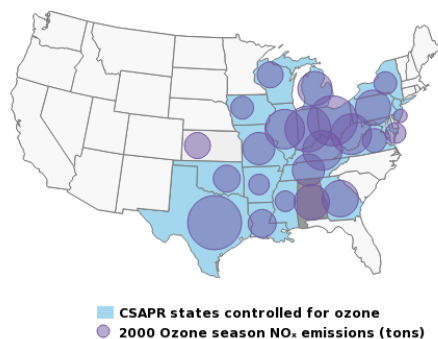 CSAPR states controlled for ozone
2000 Ozone season NOₓ emissions (tons)